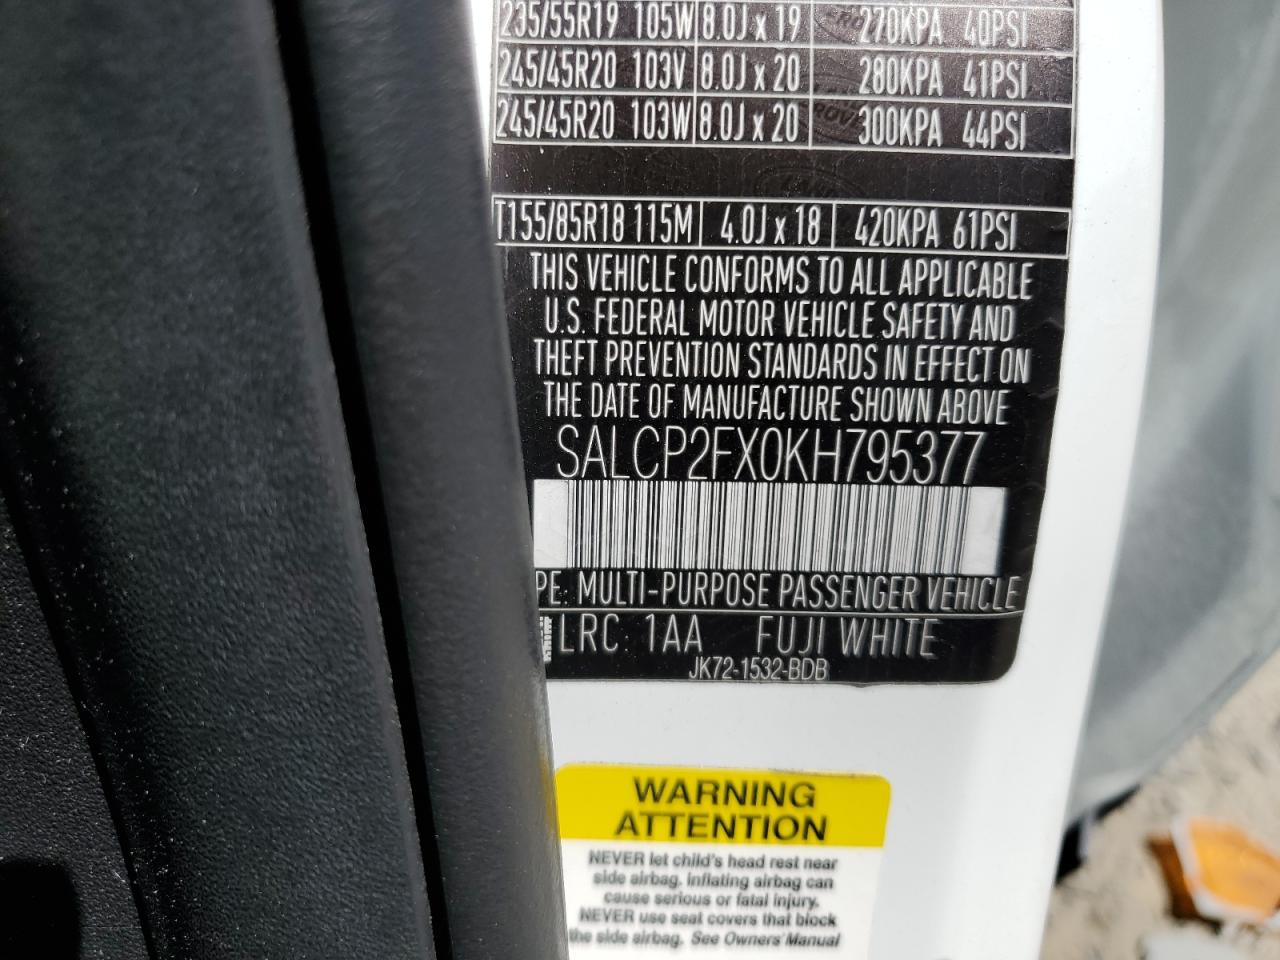 235/55R19 105W 8.0J x 19 270KPA 40PSI
245/45R20 103V 8.0J x 20 280KPA 41PSI
245/45R20 103W 8.0J x 20 300KPA 44PSI
T155/85R18 115M 4.0J x 18 420KPA 61PSI
THIS VEHICLE CONFORMS TO ALL APPLICABLE
U.S. FEDERAL MOTOR VEHICLE SAFETY AND
THEFT PREVENTION STANDARDS IN EFFECT ON
THE DATE OF MANUFACTURE SHOWN ABOVE
SALCP2FX0KH795377
PE: MULTI-PURPOSE PASSENGER VEHICLE
LRC: 1AA FUJI WHITE
JK72-1532-BDB
WARNING
ATTENTION
NEVER let child's head rest near
side airbag. Inflating airbag can
cause serious or fatal injury.
NEVER use seat covers that block
the side airbag. See Owners' Manual